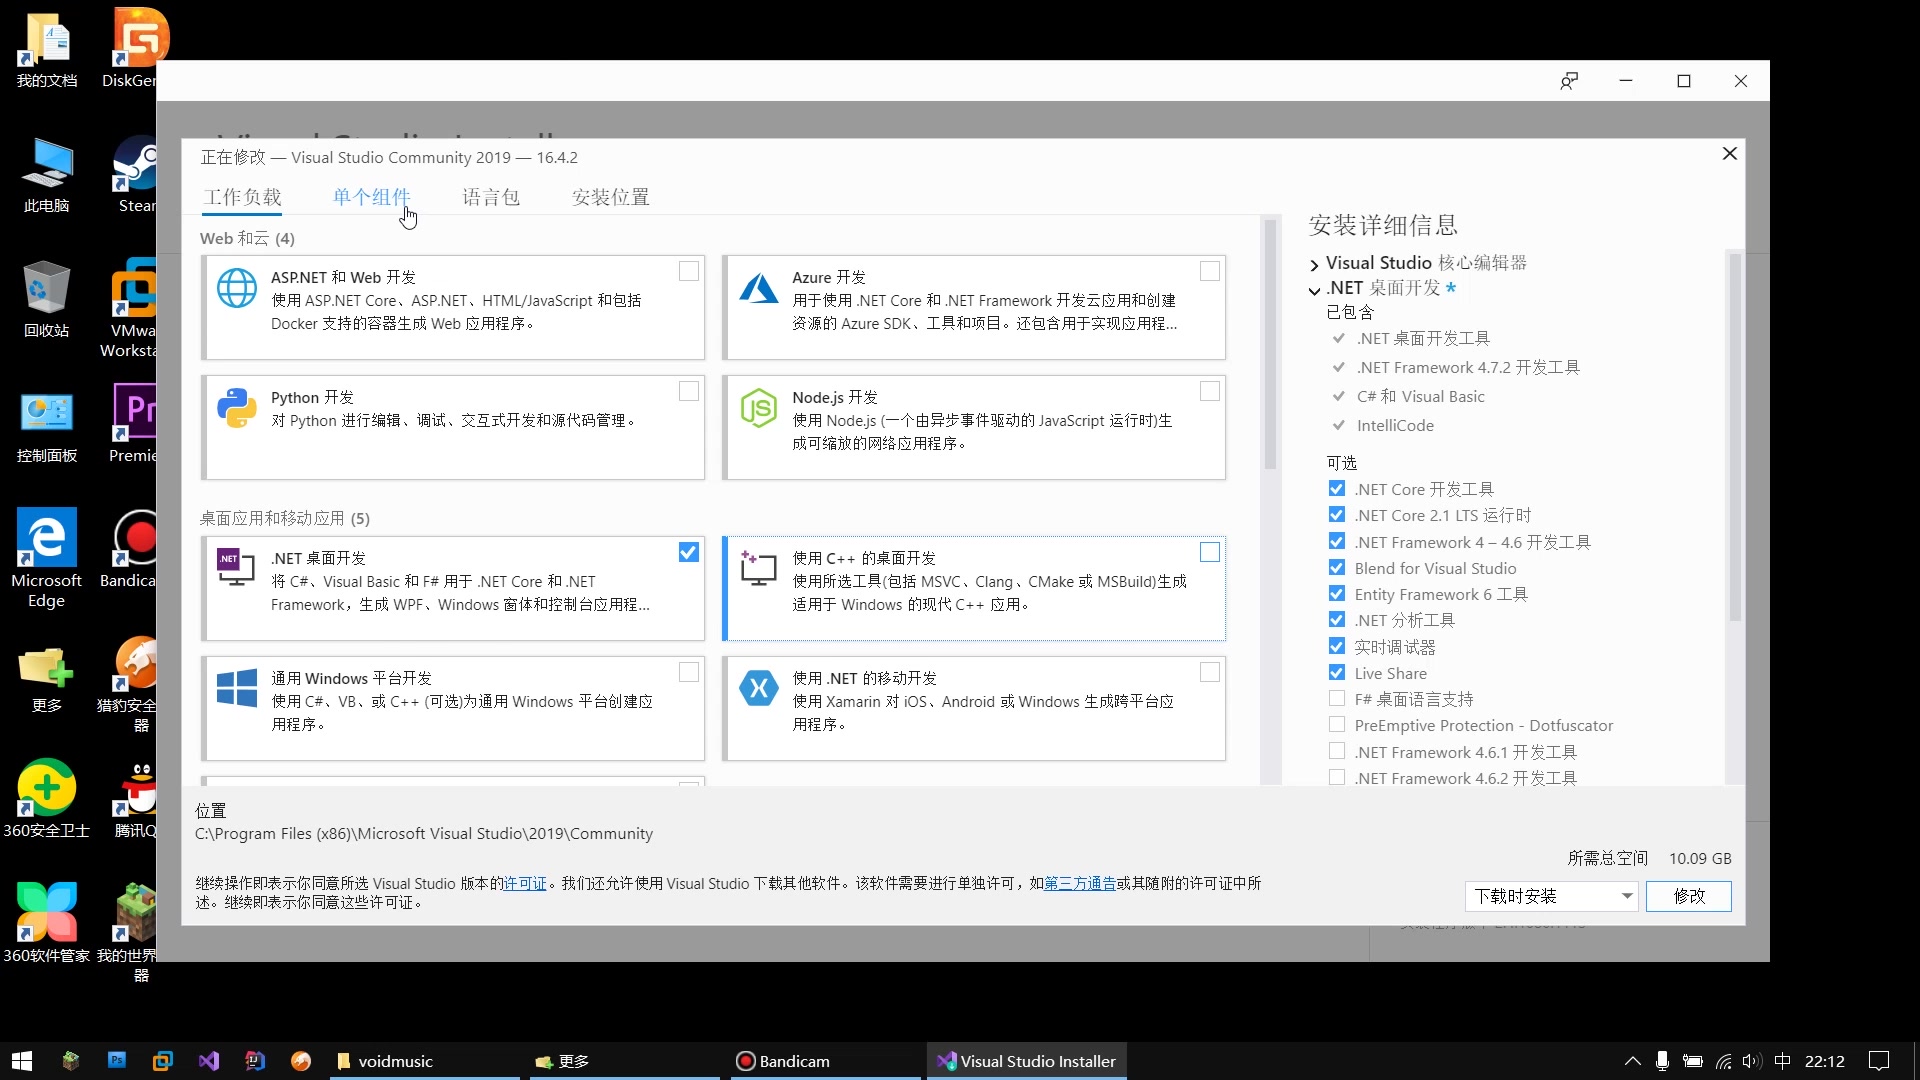 我的文档
DiskGer
此电脑
Stear
回收站
VMwa
Worksta
控制面板
Premie
Microsoft
Edge
Bandica
更多
猎豹安全
器
360安全卫士
腾讯Q
360软件管家
我的世界
器
正在修改 — Visual Studio Community 2019 — 16.4.2
工作负载
单个组件
语言包
安装位置
Web 和云 (4)
ASP.NET 和 Web 开发
使用 ASP.NET Core、ASP.NET、HTML/JavaScript 和包括
Docker 支持的容器生成 Web 应用程序。
Azure 开发
用于使用 .NET Core 和 .NET Framework 开发云应用和创建
资源的 Azure SDK、工具和项目。还包含用于实现应用程...
Python 开发
对 Python 进行编辑、调试、交互式开发和源代码管理。
Node.js 开发
使用 Node.js (一个由异步事件驱动的 JavaScript 运行时)生
成可缩放的网络应用程序。
桌面应用和移动应用 (5)
.NET
.NET 桌面开发
将 C#、Visual Basic 和 F# 用于 .NET Core 和 .NET
Framework，生成 WPF、Windows 窗体和控制台应用程...
使用 C++ 的桌面开发
使用所选工具(包括 MSVC、Clang、CMake 或 MSBuild)生成
适用于 Windows 的现代 C++ 应用。
通用 Windows 平台开发
使用 C#、VB、或 C++ (可选)为通用 Windows 平台创建应
用程序。
使用 .NET 的移动开发
使用 Xamarin 对 iOS、Android 或 Windows 生成跨平台应
用程序。
安装详细信息
Visual Studio 核心编辑器
.NET 桌面开发 *
已包含
.NET 桌面开发工具
.NET Framework 4.7.2 开发工具
C# 和 Visual Basic
IntelliCode
可选
.NET Core 开发工具
.NET Core 2.1 LTS 运行时
.NET Framework 4 – 4.6 开发工具
Blend for Visual Studio
Entity Framework 6 工具
.NET 分析工具
实时调试器
Live Share
F# 桌面语言支持
PreEmptive Protection - Dotfuscator
.NET Framework 4.6.1 开发工具
.NET Framework 4.6.2 开发工具
位置
C:\Program Files (x86)\Microsoft Visual Studio\2019\Community
所需总空间 10.09 GB
继续操作即表示你同意所选 Visual Studio 版本的许可证。我们还允许使用 Visual Studio 下载其他软件。该软件需要进行单独许可，如第三方通告或其随附的许可证中所
述。继续即表示你同意这些许可证。
下载时安装
修改
voidmusic
更多
Bandicam
Visual Studio Installer
中
22:12